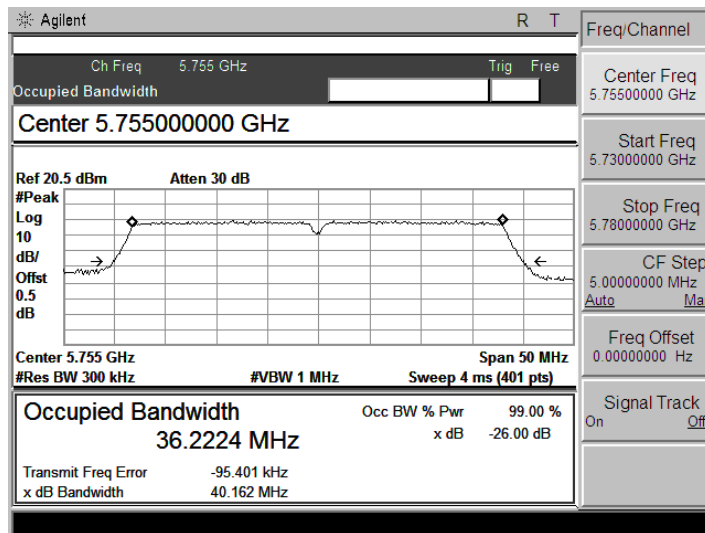 Agilent R T
Ch Freq 5.755 GHz Trig Free
Occupied Bandwidth
Center 5.755000000 GHz
Ref 20.5 dBm Atten 30 dB
#Peak
Log
10
dB/
Offst
0.5
dB
Center 5.755 GHz Span 50 MHz
#Res BW 300 kHz #VBW 1 MHz Sweep 4 ms (401 pts)
Occupied Bandwidth Occ BW % Pwr 99.00 %
36.2224 MHz x dB -26.00 dB
Transmit Freq Error -95.401 kHz
x dB Bandwidth 40.162 MHz
Freq/Channel
Center Freq
5.75500000 GHz
Start Freq
5.73000000 GHz
Stop Freq
5.78000000 GHz
CF Step
5.00000000 MHz
Auto Ma
Freq Offset
0.00000000 Hz
Signal Track
On Off